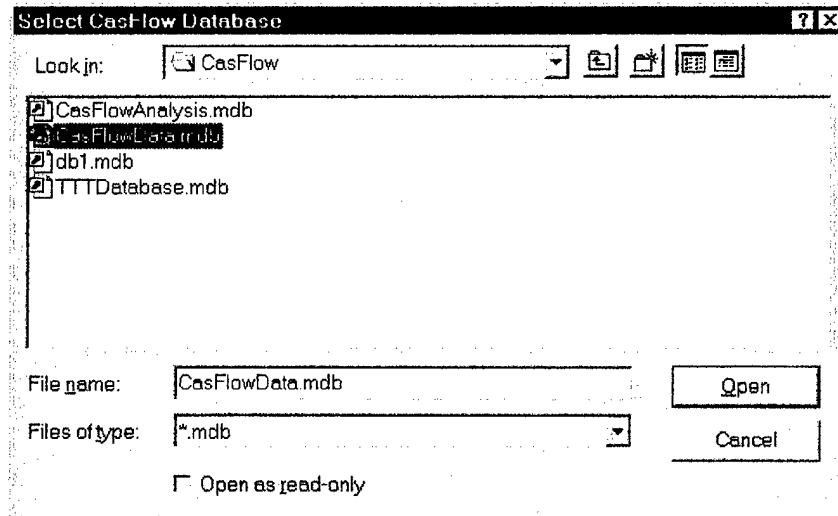 Select CasFlow Database
Look in: CasFlow
CasFlowAnalysis.mdb
CasFlowData.mdb
db1.mdb
TTTDatabase.mdb
File name: CasFlowData.mdb
Open
Files of type: *.mdb
Cancel
Open as read-only